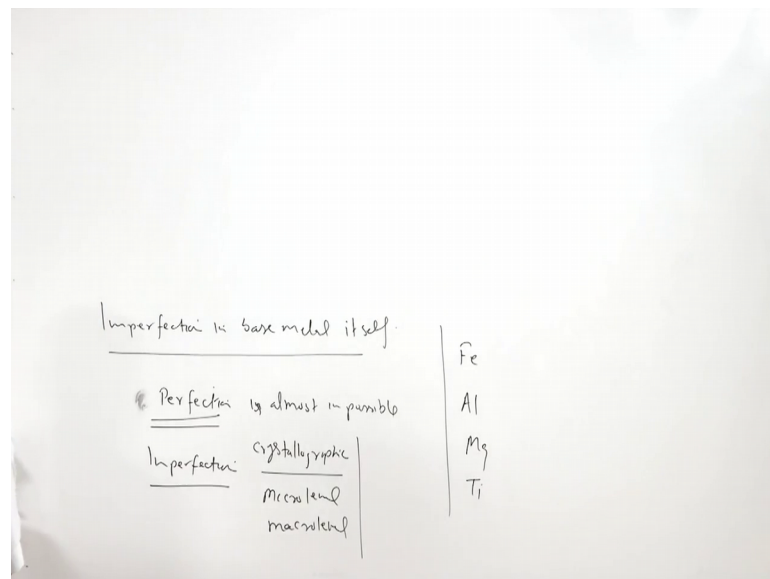 Imperfection in base metal itself.
Perfection is almost impossible
Imperfection crystallographic
microlevel
macrolevel
Fe
Al
Mg
Ti